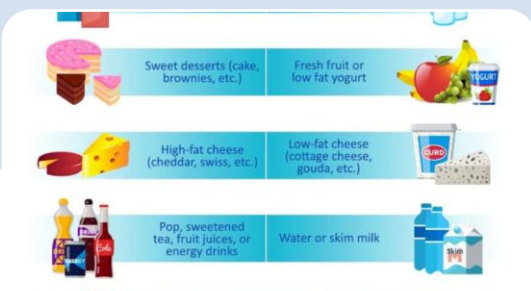 Sweet desserts (cake,
brownies, etc.)
Fresh fruit or
low fat yogurt
YOGURT
High-fat cheese
(cheddar, swiss, etc.)
Low-fat cheese
(cottage cheese,
gouda, etc.)
CURD
Pop, sweetened
tea, fruit juices, or
energy drinks
Water or skim milk
Cola
ENERGY
Skim
M